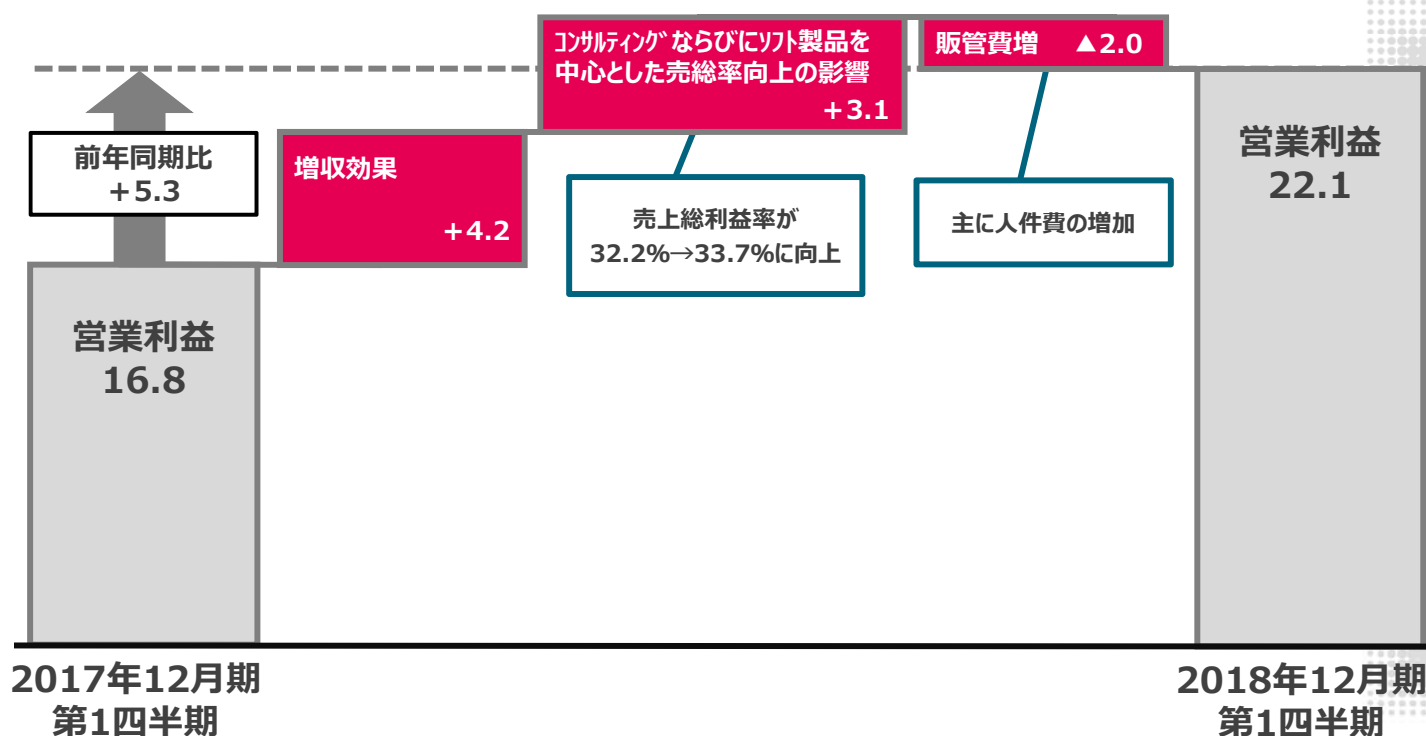 コンサルティングならびにソフト製品を
中心とした売総率向上の影響
+3.1
販管費増 ▲2.0
前年同期比
+5.3
増収効果
+4.2
売上総利益率が
32.2%→33.7%に向上
主に人件費の増加
営業利益
22.1
営業利益
16.8
2017年12月期
第1四半期
2018年12月期
第1四半期